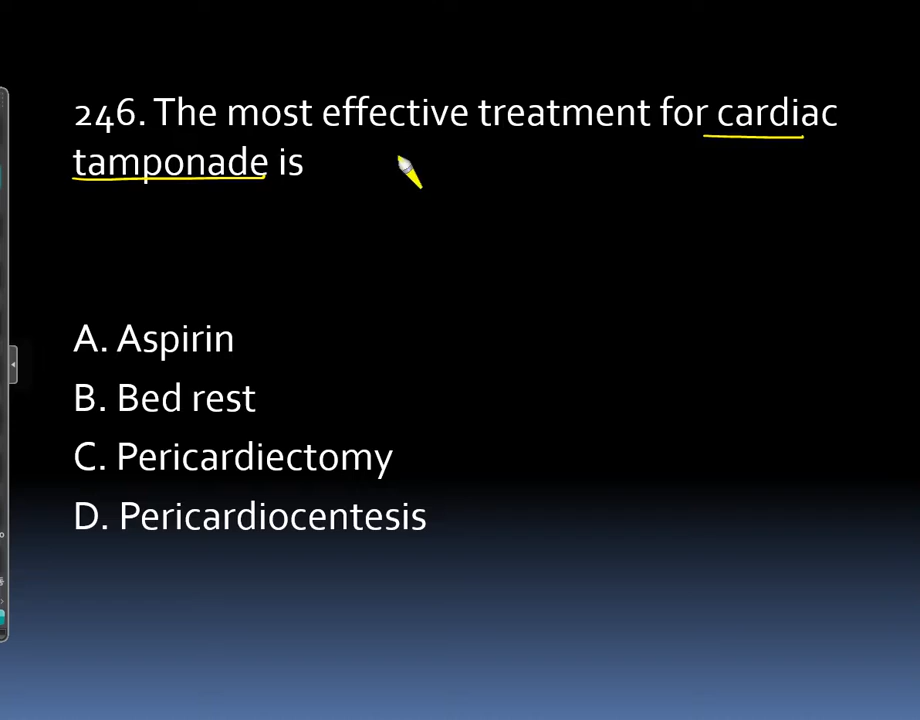 246. The most effective treatment for cardiac
tamponade is
A. Aspirin
B. Bed rest
C. Pericardiectomy
D. Pericardiocentesis